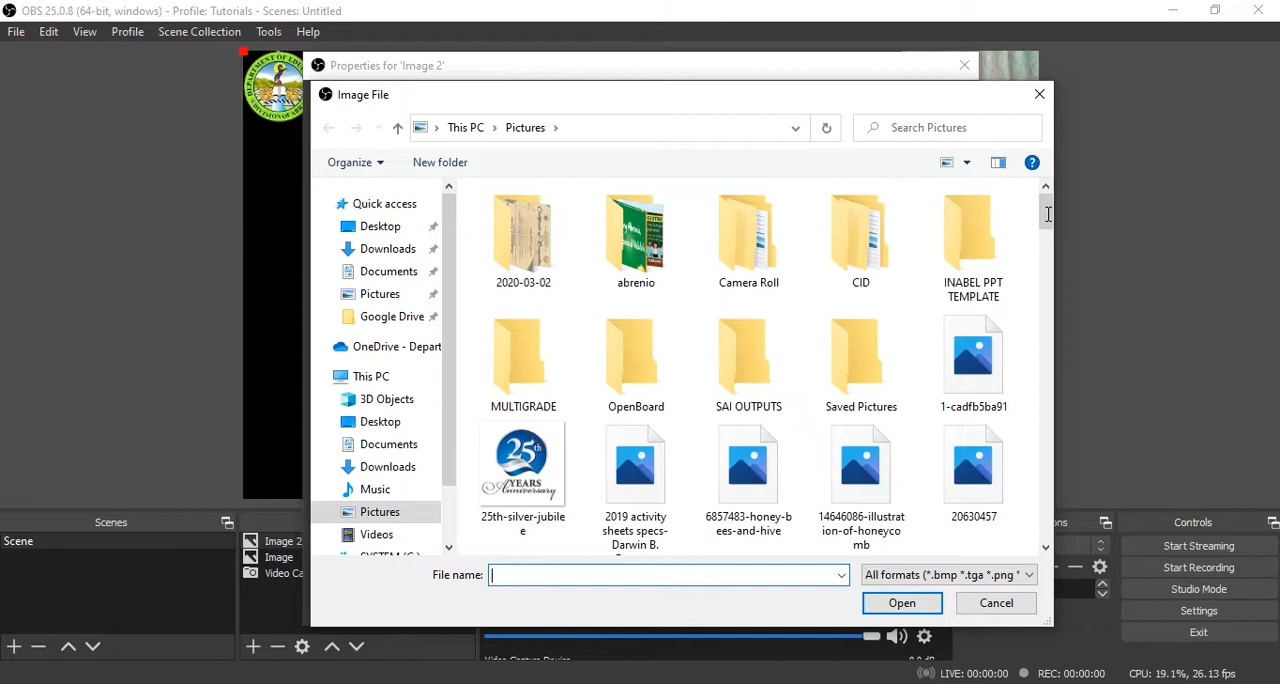 OBS 25.0.8 (64-bit, windows) - Profile: Tutorials - Scenes: Untitled
File Edit View Profile Scene Collection Tools Help
Properties for 'Image 2'
Image File
This PC > Pictures >
Search Pictures
Organize
New folder
Quick access
Desktop
Downloads
Documents
Pictures
Google Drive
OneDrive - Depart
This PC
3D Objects
Desktop
Documents
Downloads
Music
Pictures
Videos
2020-03-02
abrenio
Camera Roll
CID
INABEL PPT
TEMPLATE
MULTIGRADE
OpenBoard
SAI OUTPUTS
Saved Pictures
1-cadfb5ba91
25th
YEARS
Anniversary
25th-silver-jubile
e
2019 activity
sheets specs-
Darwin B.
6857483-honey-b
ees-and-hive
14646086-illustrat
ion-of-honeyco
mb
20630457
File name:
All formats (*.bmp *.tga *.png *
Open
Cancel
Scenes
Scene
Image 2
Image
Video Ca
ons
Controls
Start Streaming
Start Recording
Studio Mode
Settings
Exit
LIVE: 00:00:00
REC: 00:00:00
CPU: 19.1%, 26.13 fps